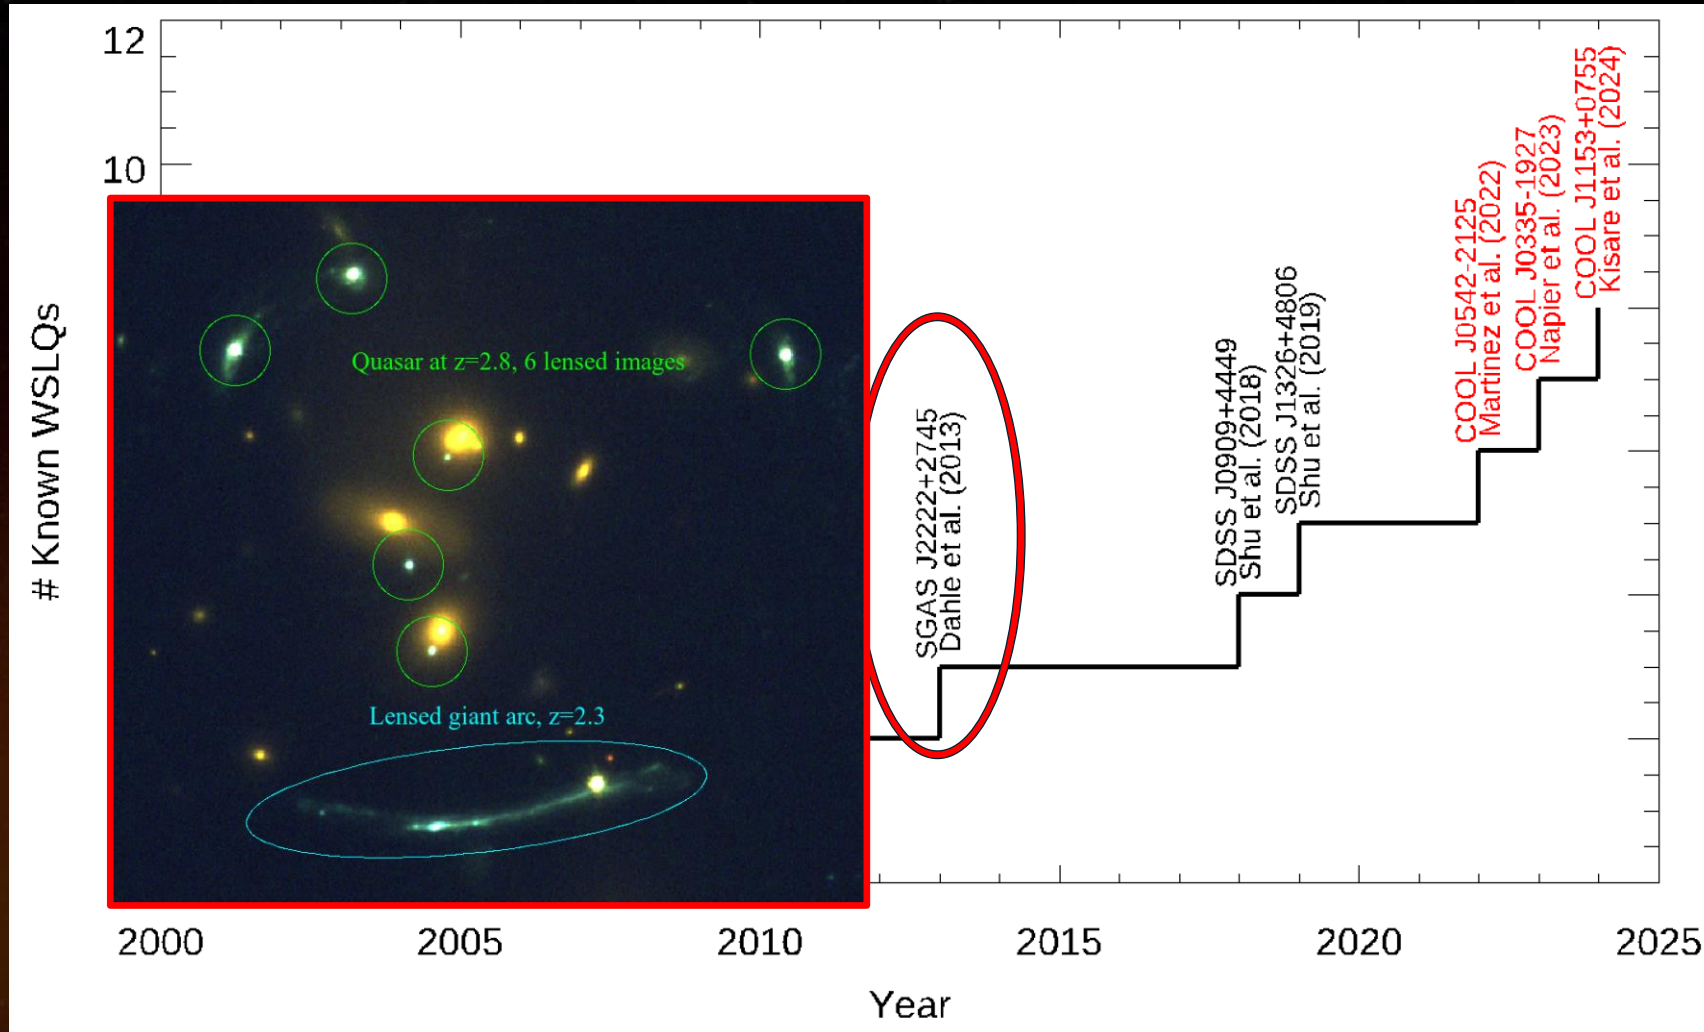 12
10
# Known WSLQs
Quasar at z=2.8, 6 lensed images
Lensed giant arc, z=2.3
SGAS J2222+2745
Dahle et al. (2013)
SDSS J0909+4449
Shu et al. (2018)
SDSS J1326+4806
Shu et al. (2019)
COOL J0542-2125
Martinez et al. (2022)
COOL J0335-1927
Napier et al. (2023)
COOL J1153+0755
Kisare et al. (2024)
2000 2005 2010 2015 2020 2025
Year